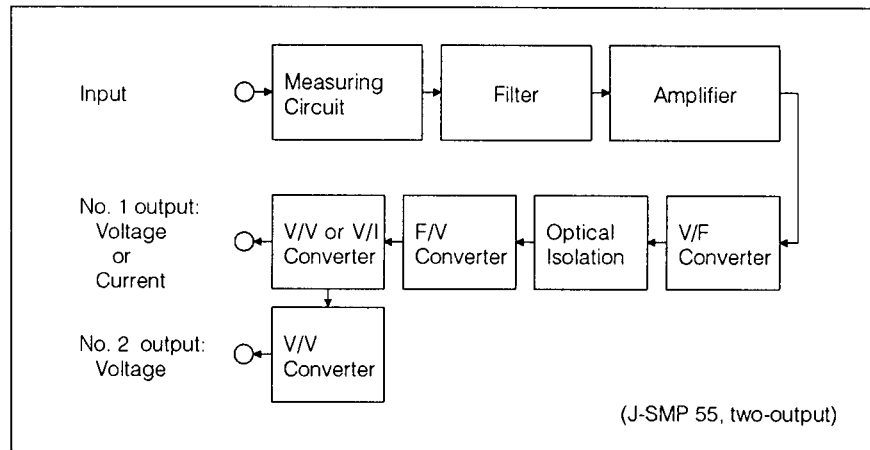 Input
Measuring
Circuit
Filter
Amplifier
No. 1 output:
Voltage
or
Current
V/V or V/I
Converter
F/V
Converter
Optical
Isolation
V/F
Converter
No. 2 output:
Voltage
V/V
Converter
(J-SMP 55, two-output)